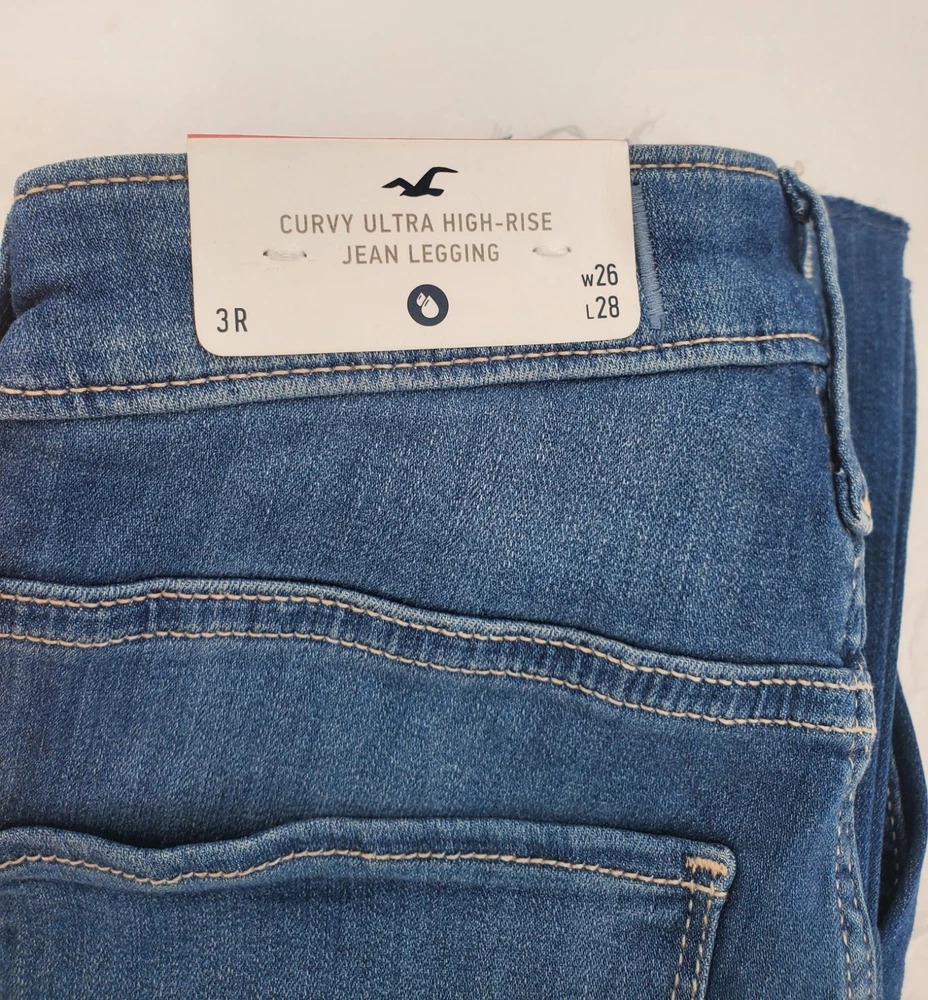 CURVY ULTRA HIGH-RISE
JEAN LEGGING
3R
W26
L28